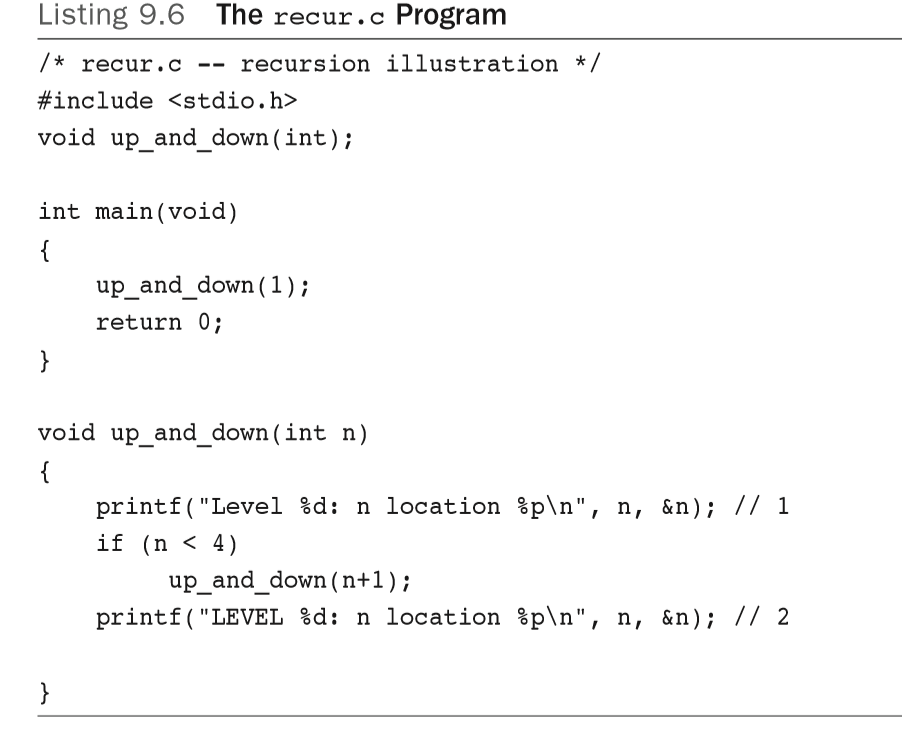 Listing 9.6 The recur.c Program
/* recur.c -- recursion illustration */
#include <stdio.h>
void up_and_down(int);
int main(void)
{
up_and_down(1);
return 0;
}
void up_and_down(int n)
{
printf("Level %d: n location %p\n", n, &n); // 1
if (n < 4)
up_and_down(n+1);
printf("LEVEL %d: n location %p\n", n, &n); // 2
}